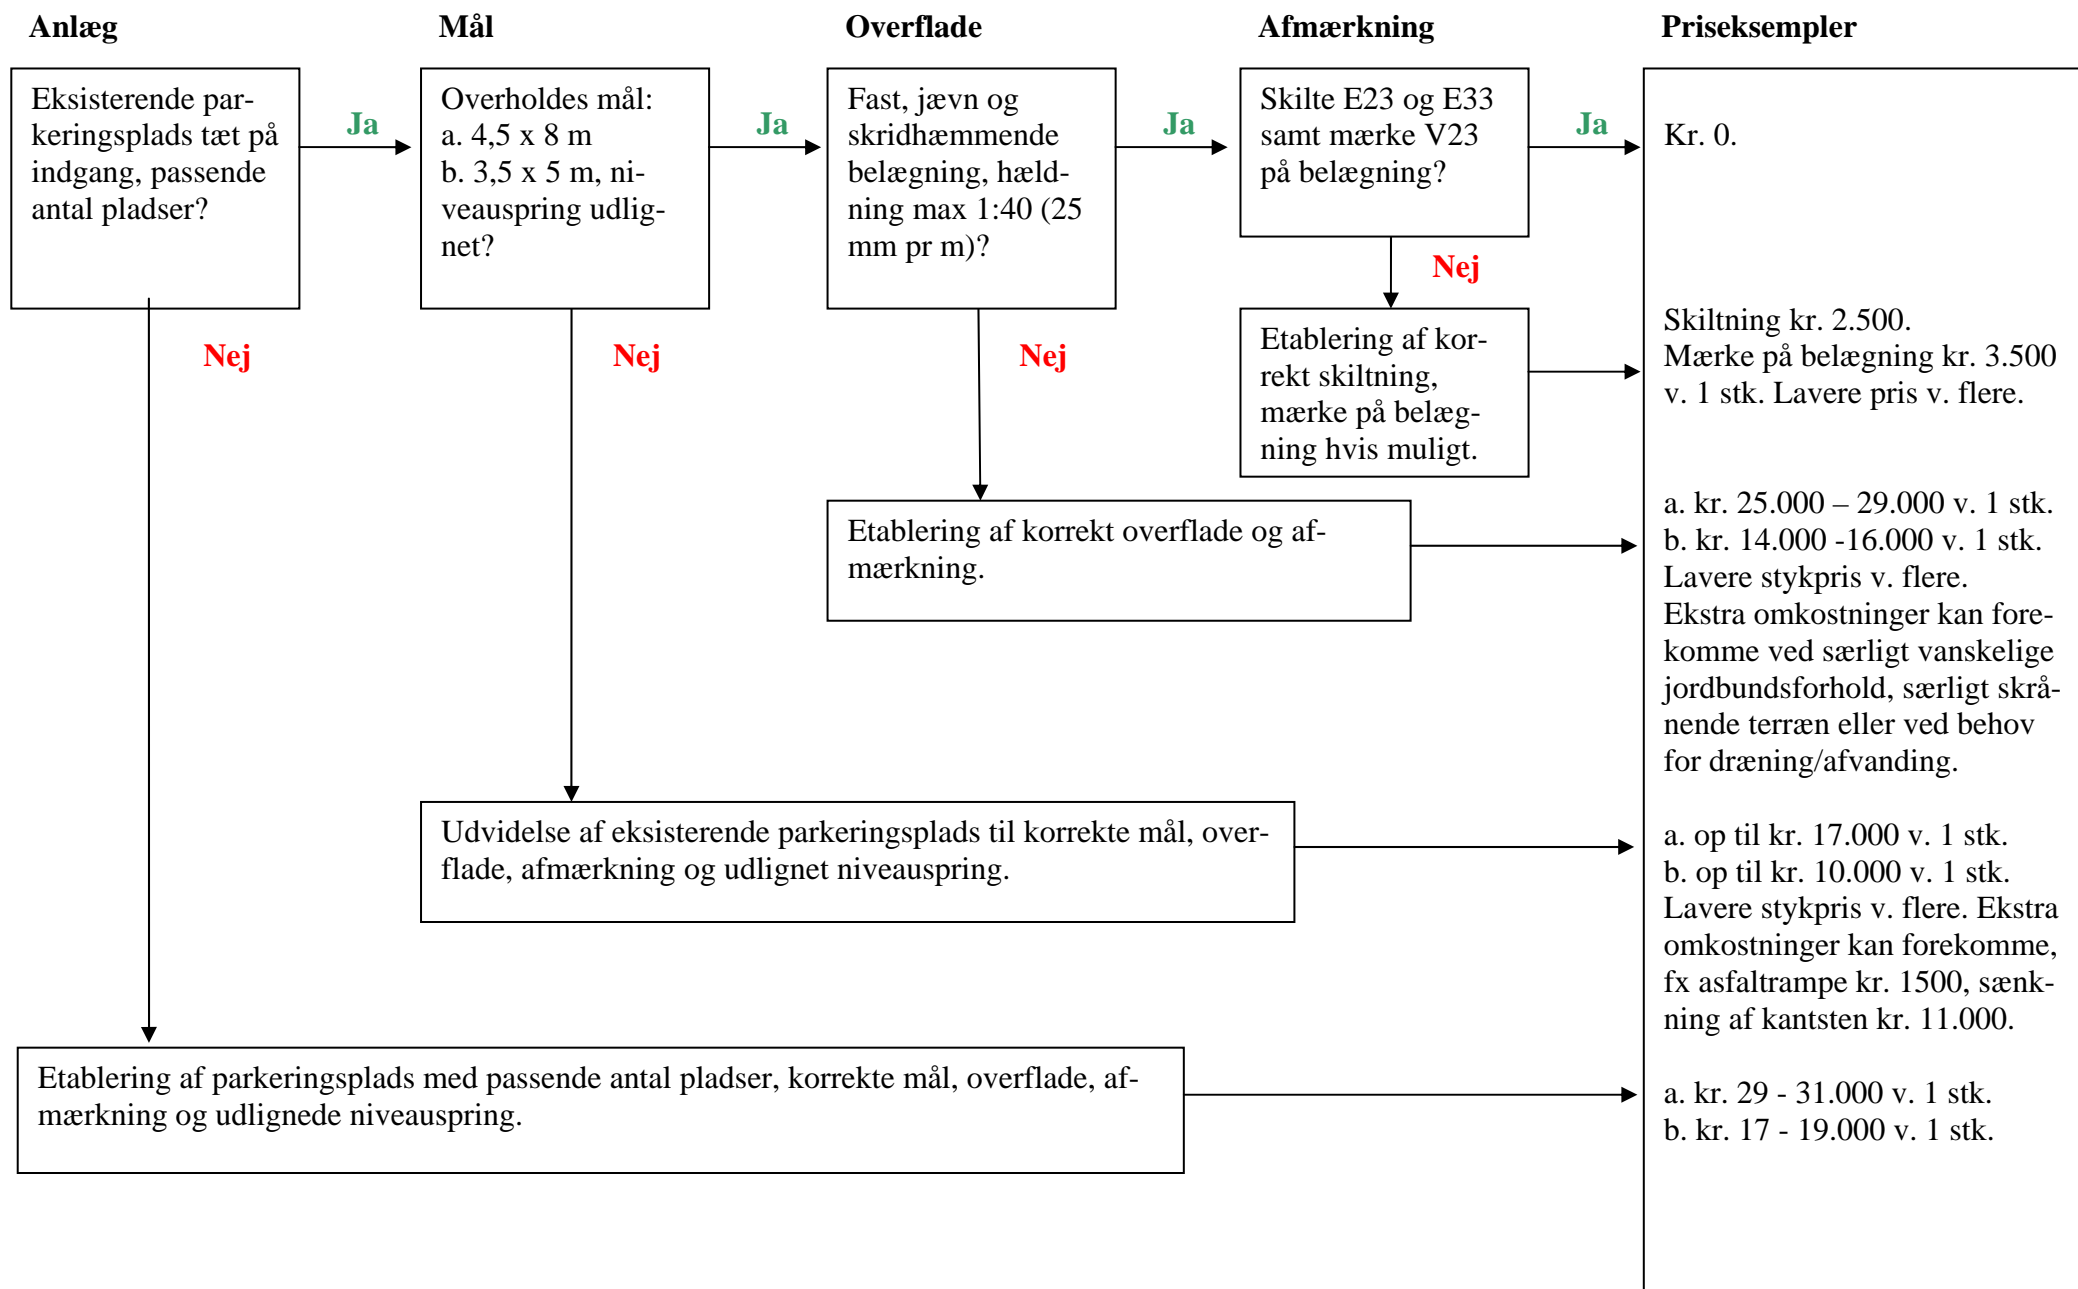 Anlæg
Mål
Overflade
Afmærkning
Priseksempler
Eksisterende par-
keringsplads tæt på
indgang, passende
antal pladser?
Ja
Overholdes mål:
a. 4,5 x 8 m
b. 3,5 x 5 m, ni-
veauspring udlig-
net?
Ja
Fast, jævn og
skridhæmmende
belægning, hæld-
ning max 1:40 (25
mm pr m)?
Ja
Skilte E23 og E33
samt mærke V23
på belægning?
Ja
Kr. 0.
Nej
Nej
Nej
Nej
Etablering af kor-
rekt skiltning,
mærke på belæg-
ning hvis muligt.
Skiltning kr. 2.500.
Mærke på belægning kr. 3.500
v. 1 stk. Lavere pris v. flere.
Etablering af korrekt overflade og af-
mærkning.
a. kr. 25.000 – 29.000 v. 1 stk.
b. kr. 14.000 -16.000 v. 1 stk.
Lavere stykpris v. flere.
Ekstra omkostninger kan fore-
komme ved særligt vanskelige
jordbundsforhold, særligt skrå-
nende terræn eller ved behov
for dræning/afvanding.
Udvidelse af eksisterende parkeringsplads til korrekte mål, over-
flade, afmærkning og udlignet niveauspring.
a. op til kr. 17.000 v. 1 stk.
b. op til kr. 10.000 v. 1 stk.
Lavere stykpris v. flere. Ekstra
omkostninger kan forekomme,
fx asfaltrampe kr. 1500, sænk-
ning af kantsten kr. 11.000.
Etablering af parkeringsplads med passende antal pladser, korrekte mål, overflade, af-
mærkning og udlignede niveauspring.
a. kr. 29 - 31.000 v. 1 stk.
b. kr. 17 - 19.000 v. 1 stk.